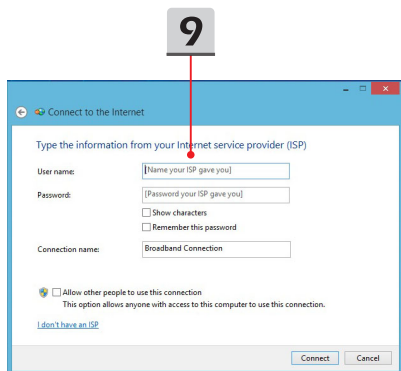 9
Connect to the Internet
Type the information from your Internet service provider (ISP)
User name:
[Name your ISP gave you]
Password:
[Password your ISP gave you]
Show characters
Remember this password
Connection name:
Broadband Connection
Allow other people to use this connection
This option allows anyone with access to this computer to use this connection.
I don't have an ISP
Connect
Cancel